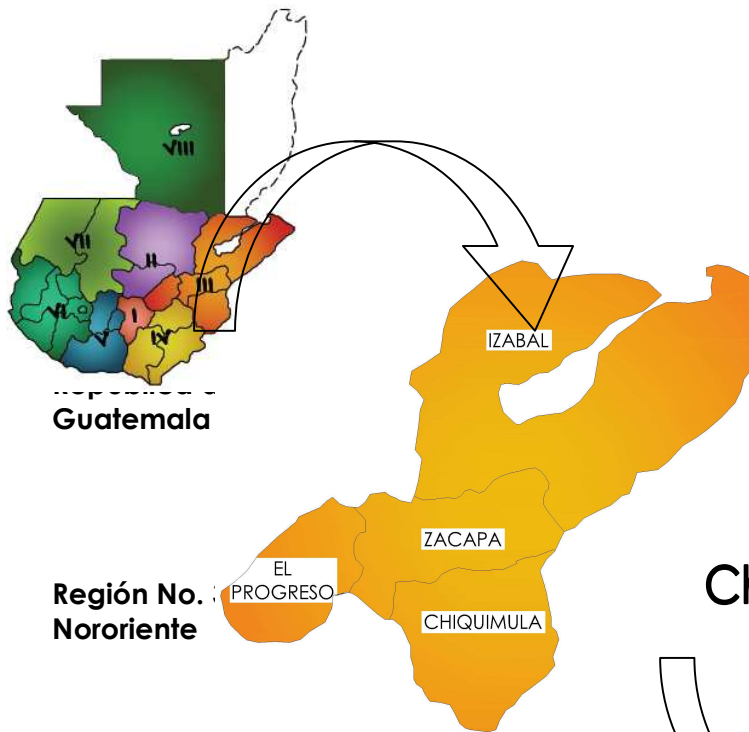 VIII
VII
II
III
VI
I
V
IV
IZABAL
Guatemala
ZACAPA
EL
PROGRESO
Región No.
Nororiente
CHIQUIMULA